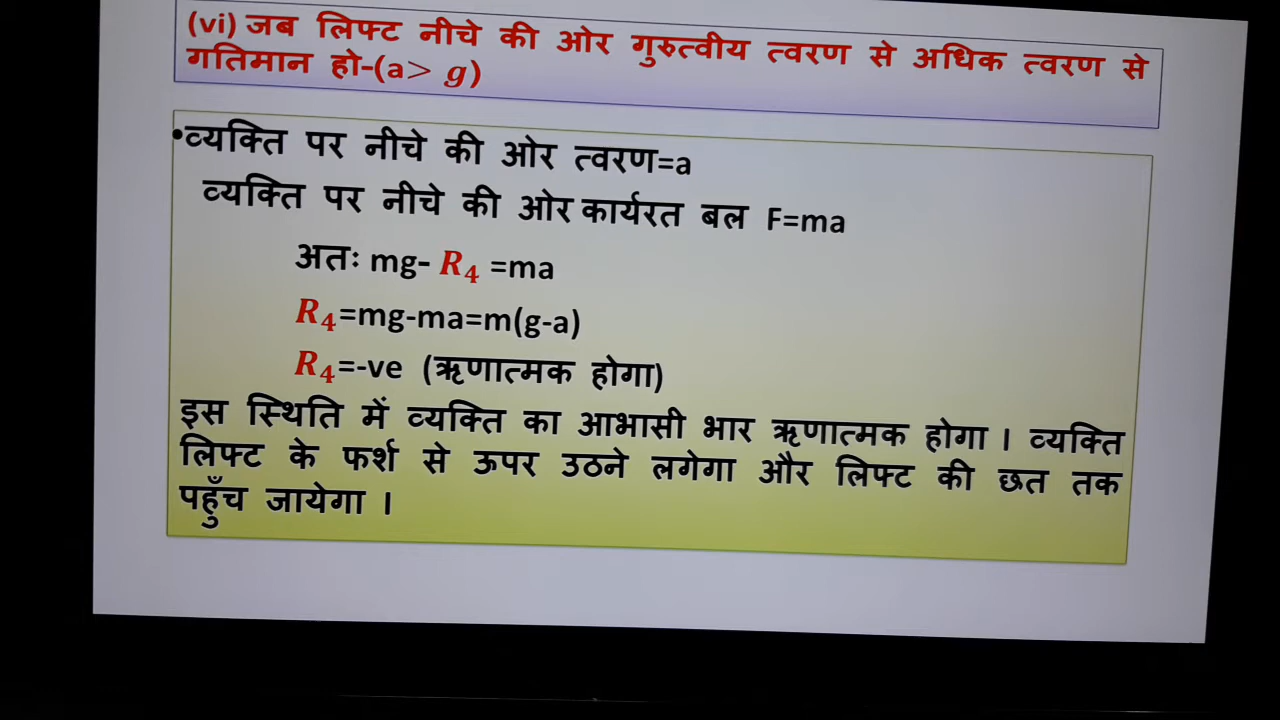 (vi) जब लिफ्ट नीचे की ओर गुरुत्वीय त्वरण से अधिक त्वरण से
गतिमान हो-(a> g)
•व्यक्ति पर नीचे की ओर त्वरण=a
व्यक्ति पर नीचे की ओर कार्यरत बल F=ma
अतः mg- R₄ =ma
R₄=mg-ma=m(g-a)
R₄=-ve (ऋणात्मक होगा)
इस स्थिति में व्यक्ति का आभासी भार ऋणात्मक होगा । व्यक्ति
लिफ्ट के फर्श से ऊपर उठने लगेगा और लिफ्ट की छत तक
पहुँच जायेगा ।